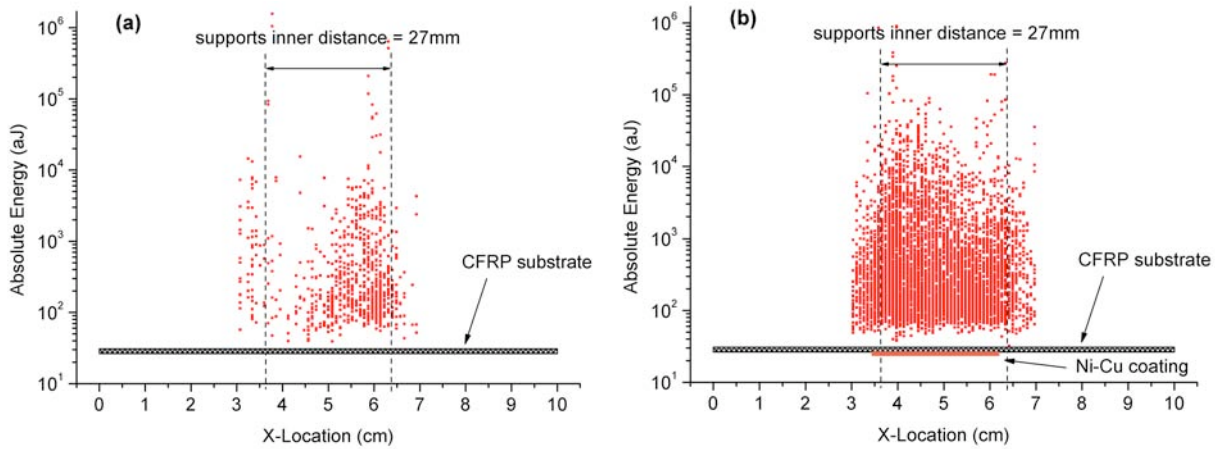 (a)
supports inner distance = 27mm
10^6
10^5
10^4
10^3
10^2
10^1
Absolute Energy (aJ)
CFRP substrate
0 1 2 3 4 5 6 7 8 9 10
X-Location (cm)
(b)
supports inner distance = 27mm
10^6
10^5
10^4
10^3
10^2
10^1
Absolute Energy (aJ)
CFRP substrate
Ni-Cu coating
0 1 2 3 4 5 6 7 8 9 10
X-Location (cm)